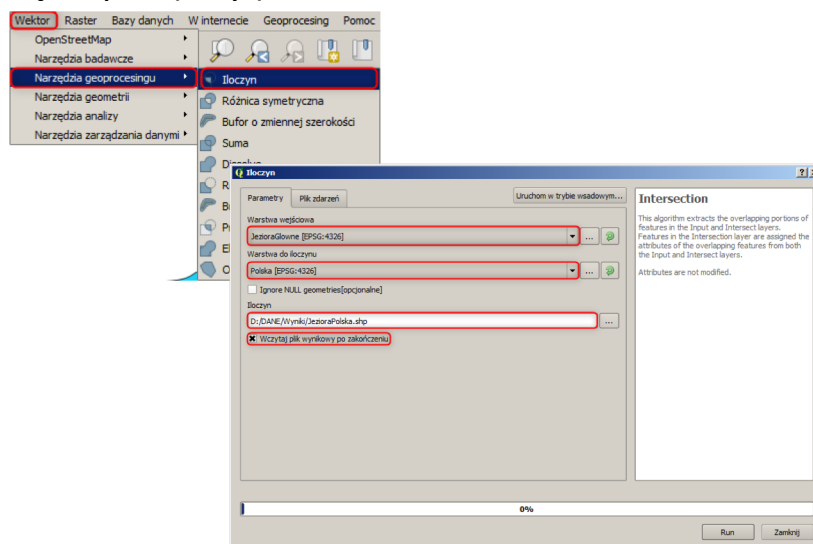 Wektor Raster Bazy danych W internecie Geoprocesing Pomoc
OpenStreetMap
Narzędzia badawcze
Narzędzia geoprocesingu
Narzędzia geometrii
Narzędzia analizy
Narzędzia zarządzania danymi
Iloczyn
Różnica symetryczna
Bufor o zmiennej szerokości
Suma
Iloczyn
Parametry Plik zdarzeń Uruchom w trybie wsadowym...
Warstwa wejściowa
JezioraGlowne [EPSG:4326]
...
Warstwa do iloczynu
Polska [EPSG:4326]
...
Ignore NULL geometries[opcjonalne]
Iloczyn
D:/DANE/Wyniki/JezioraPolska.shp
...
Wczytaj plik wynikowy po zakończeniu
Intersection
This algorithm extracts the overlapping portions of
features in the Input and Intersect layers.
Features in the Intersection layer are assigned the
attributes of the overlapping features from both
the Input and Intersect layers.
Attributes are not modified.
0%
Run Zamknij